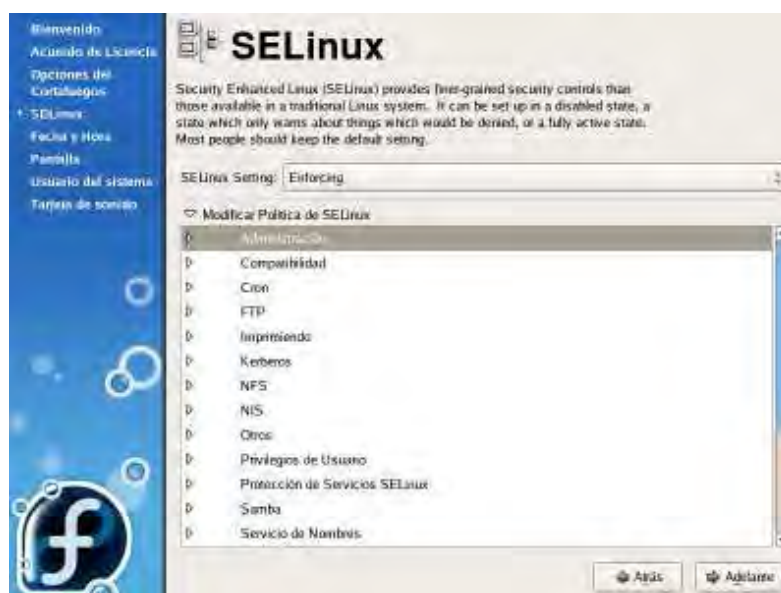 Bienvenido
Acuerdo de Licencia
Opciones del
Cortafuegos
SELinux
Fecha y Hora
Pantalla
Usuario del sistema
Tarjeta de sonido
SELinux
Security Enhanced Linux (SELinux) provides finer-grained security controls than
those available in a traditional Linux system. It can be set up in a disabled state, a
state which only warns about things which would be denied, or a fully active state.
Most people should keep the default setting.
SELinux Setting: Enforcing
Modificar Política de SELinux
Administración
Compatibilidad
Cron
FTP
Imprimiendo
Kerberos
NFS
NIS
Otros
Privilegios de Usuario
Protección de Servicios SELinux
Samba
Servicio de Nombres
Atrás
Adelante